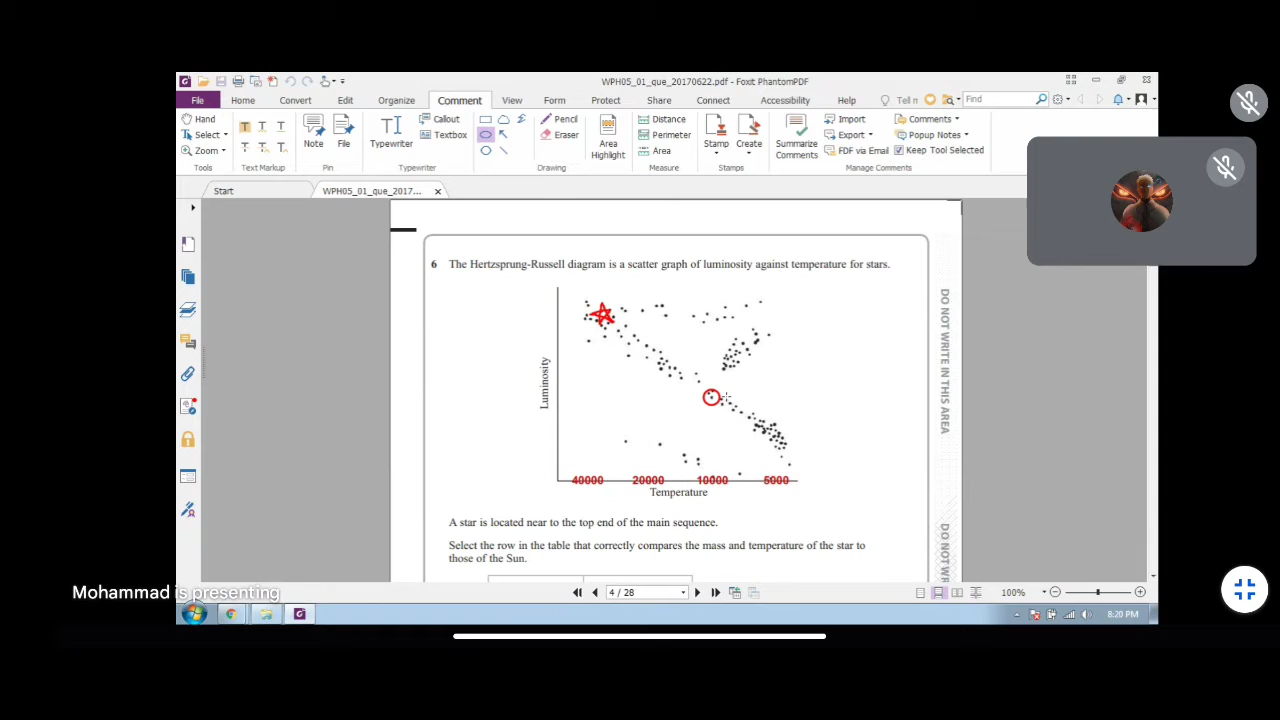 WPH05_01_que_20170622.pdf - Foxit PhantomPDF
File Home Convert Edit Organize Comment View Form Protect Share Connect Accessibility Help Tell n Find
Hand
Select
Zoom
Tools
Text Markup
Note
File
Pin
Typewriter
Callout
Textbox
Typewriter
Pencil
Eraser
Drawing
Area
Highlight
Distance
Perimeter
Area
Measure
Stamp
Create
Stamps
Summarize
Comments
Import
Export
FDF via Email
Comments
Popup Notes
Keep Tool Selected
Manage Comments
Start
WPH05_01_que_2017...
6 The Hertzsprung-Russell diagram is a scatter graph of luminosity against temperature for stars.
Luminosity
40000 20000 10000 5000
Temperature
A star is located near to the top end of the main sequence.
Select the row in the table that correctly compares the mass and temperature of the star to
those of the Sun.
DO NOT WRITE IN THIS AREA
DO NOT WR
Mohammad is presenting
4 / 28
100%
8:20 PM